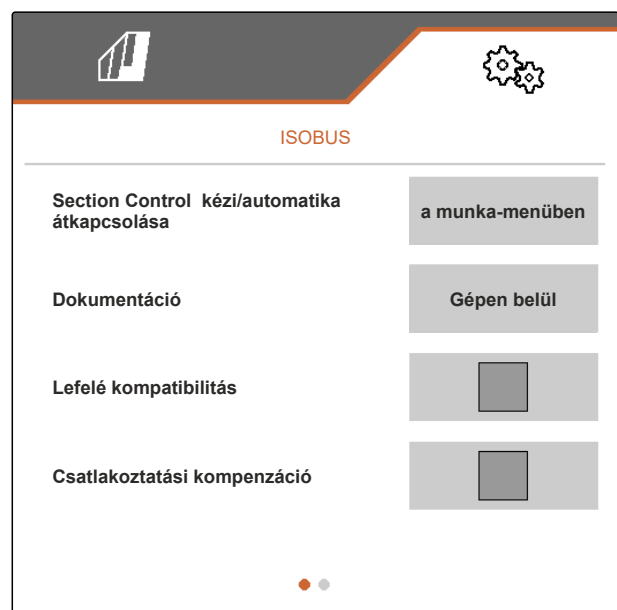 ISOBUS
Section Control kézi/automatika
átkapcsolása
a munka-menüben
Dokumentáció
Gépen belül
Lefelé kompatibilitás
Csatlakoztatási kompenzáció